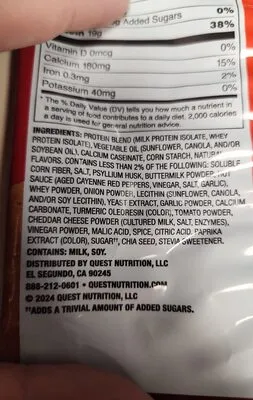 0%
Added Sugars
19g 38%
Vitamin D 0mcg 0%
Calcium 180mg 15%
Iron 0.3mg 2%
Potassium 40mg 0%
* The % Daily Value (DV) tells you how much a nutrient in
a serving of food contributes to a daily diet. 2,000 calories
a day is used for general nutrition advice.
INGREDIENTS: PROTEIN BLEND (MILK PROTEIN ISOLATE, WHEY
PROTEIN ISOLATE), VEGETABLE OIL (SUNFLOWER, CANOLA, AND/OR
SOYBEAN OIL), CALCIUM CASEINATE, CORN STARCH, NATURAL
FLAVORS. CONTAINS LESS THAN 2% OF THE FOLLOWING: SOLUBLE
CORN FIBER, SALT, PSYLLIUM HUSK, BUTTERMILK POWDER, HOT
SAUCE (AGED CAYENNE RED PEPPERS, VINEGAR, SALT, GARLIC),
WHEY POWDER, ONION POWDER, LECITHIN (SUNFLOWER, CANOLA,
AND/OR SOY LECITHIN), YEAST EXTRACT, GARLIC POWDER, CALCIUM
CARBONATE, TURMERIC OLEORESIN (COLOR), TOMATO POWDER,
CHEDDAR CHEESE POWDER (CULTURED MILK, SALT, ENZYMES),
VINEGAR POWDER, MALIC ACID, SPICE, CITRIC ACID, PAPRIKA
EXTRACT (COLOR), SUGAR††, CHIA SEED, STEVIA SWEETENER.
CONTAINS: MILK, SOY.
DISTRIBUTED BY QUEST NUTRITION, LLC
EL SEGUNDO, CA 90245
888-212-0601 • QUESTNUTRITION.COM
© 2024 QUEST NUTRITION, LLC
††ADDS A TRIVIAL AMOUNT OF ADDED SUGARS.